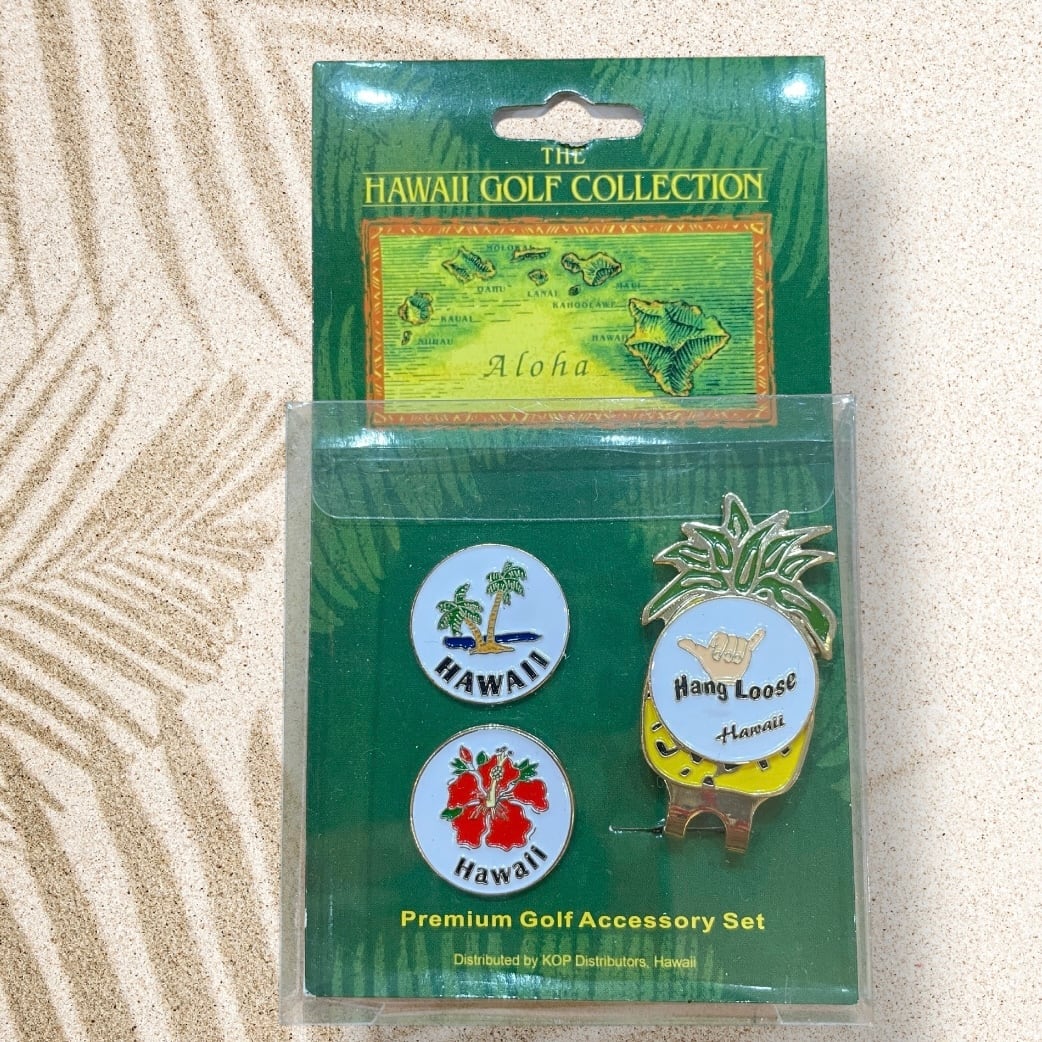 THE
HAWAII GOLF COLLECTION
MOLOKAI
OAHU
LANAI
MAUI
KAHOOLAWE
KAUAI
NIIHAU
HAWAII
Aloha
HAWAII
Hang Loose
Hawaii
Hawaii
Premium Golf Accessory Set
Distributed by KOP Distributors, Hawaii